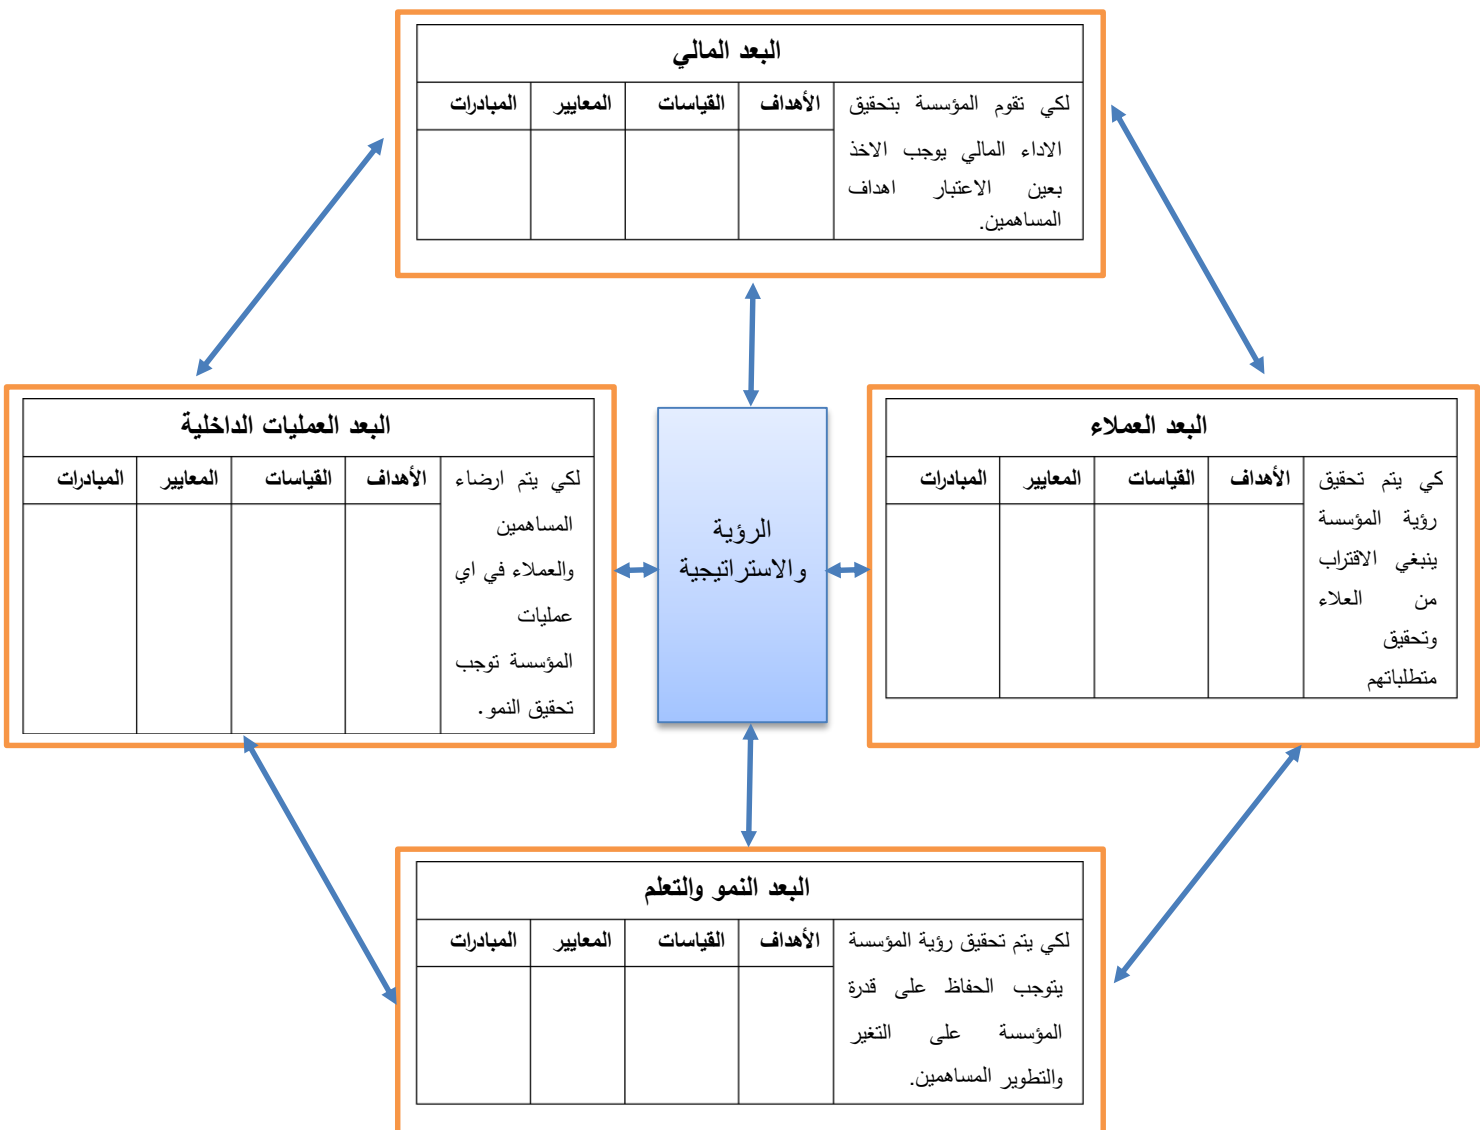 البعد المالي
لكي تقوم المؤسسة بتحقيق
الاداء المالي يوجب الاخذ
بعين الاعتبار اهداف
المساهمين.
الأهداف القياسات المعايير المبادرات
البعد العملاء
كي يتم تحقيق
رؤية المؤسسة
ينبغي الاقتراب
من العلاء
وتحقيق
متطلباتهم
الأهداف القياسات المعايير المبادرات
الرؤية
والاستراتيجية
البعد العمليات الداخلية
لكي يتم ارضاء
المساهمين
والعملاء في اي
عمليات
المؤسسة توجب
تحقيق النمو.
الأهداف القياسات المعايير المبادرات
البعد النمو والتعلم
لكي يتم تحقيق رؤية المؤسسة
يتوجب الحفاظ على قدرة
المؤسسة على التغير
والتطوير المساهمين.
الأهداف القياسات المعايير المبادرات